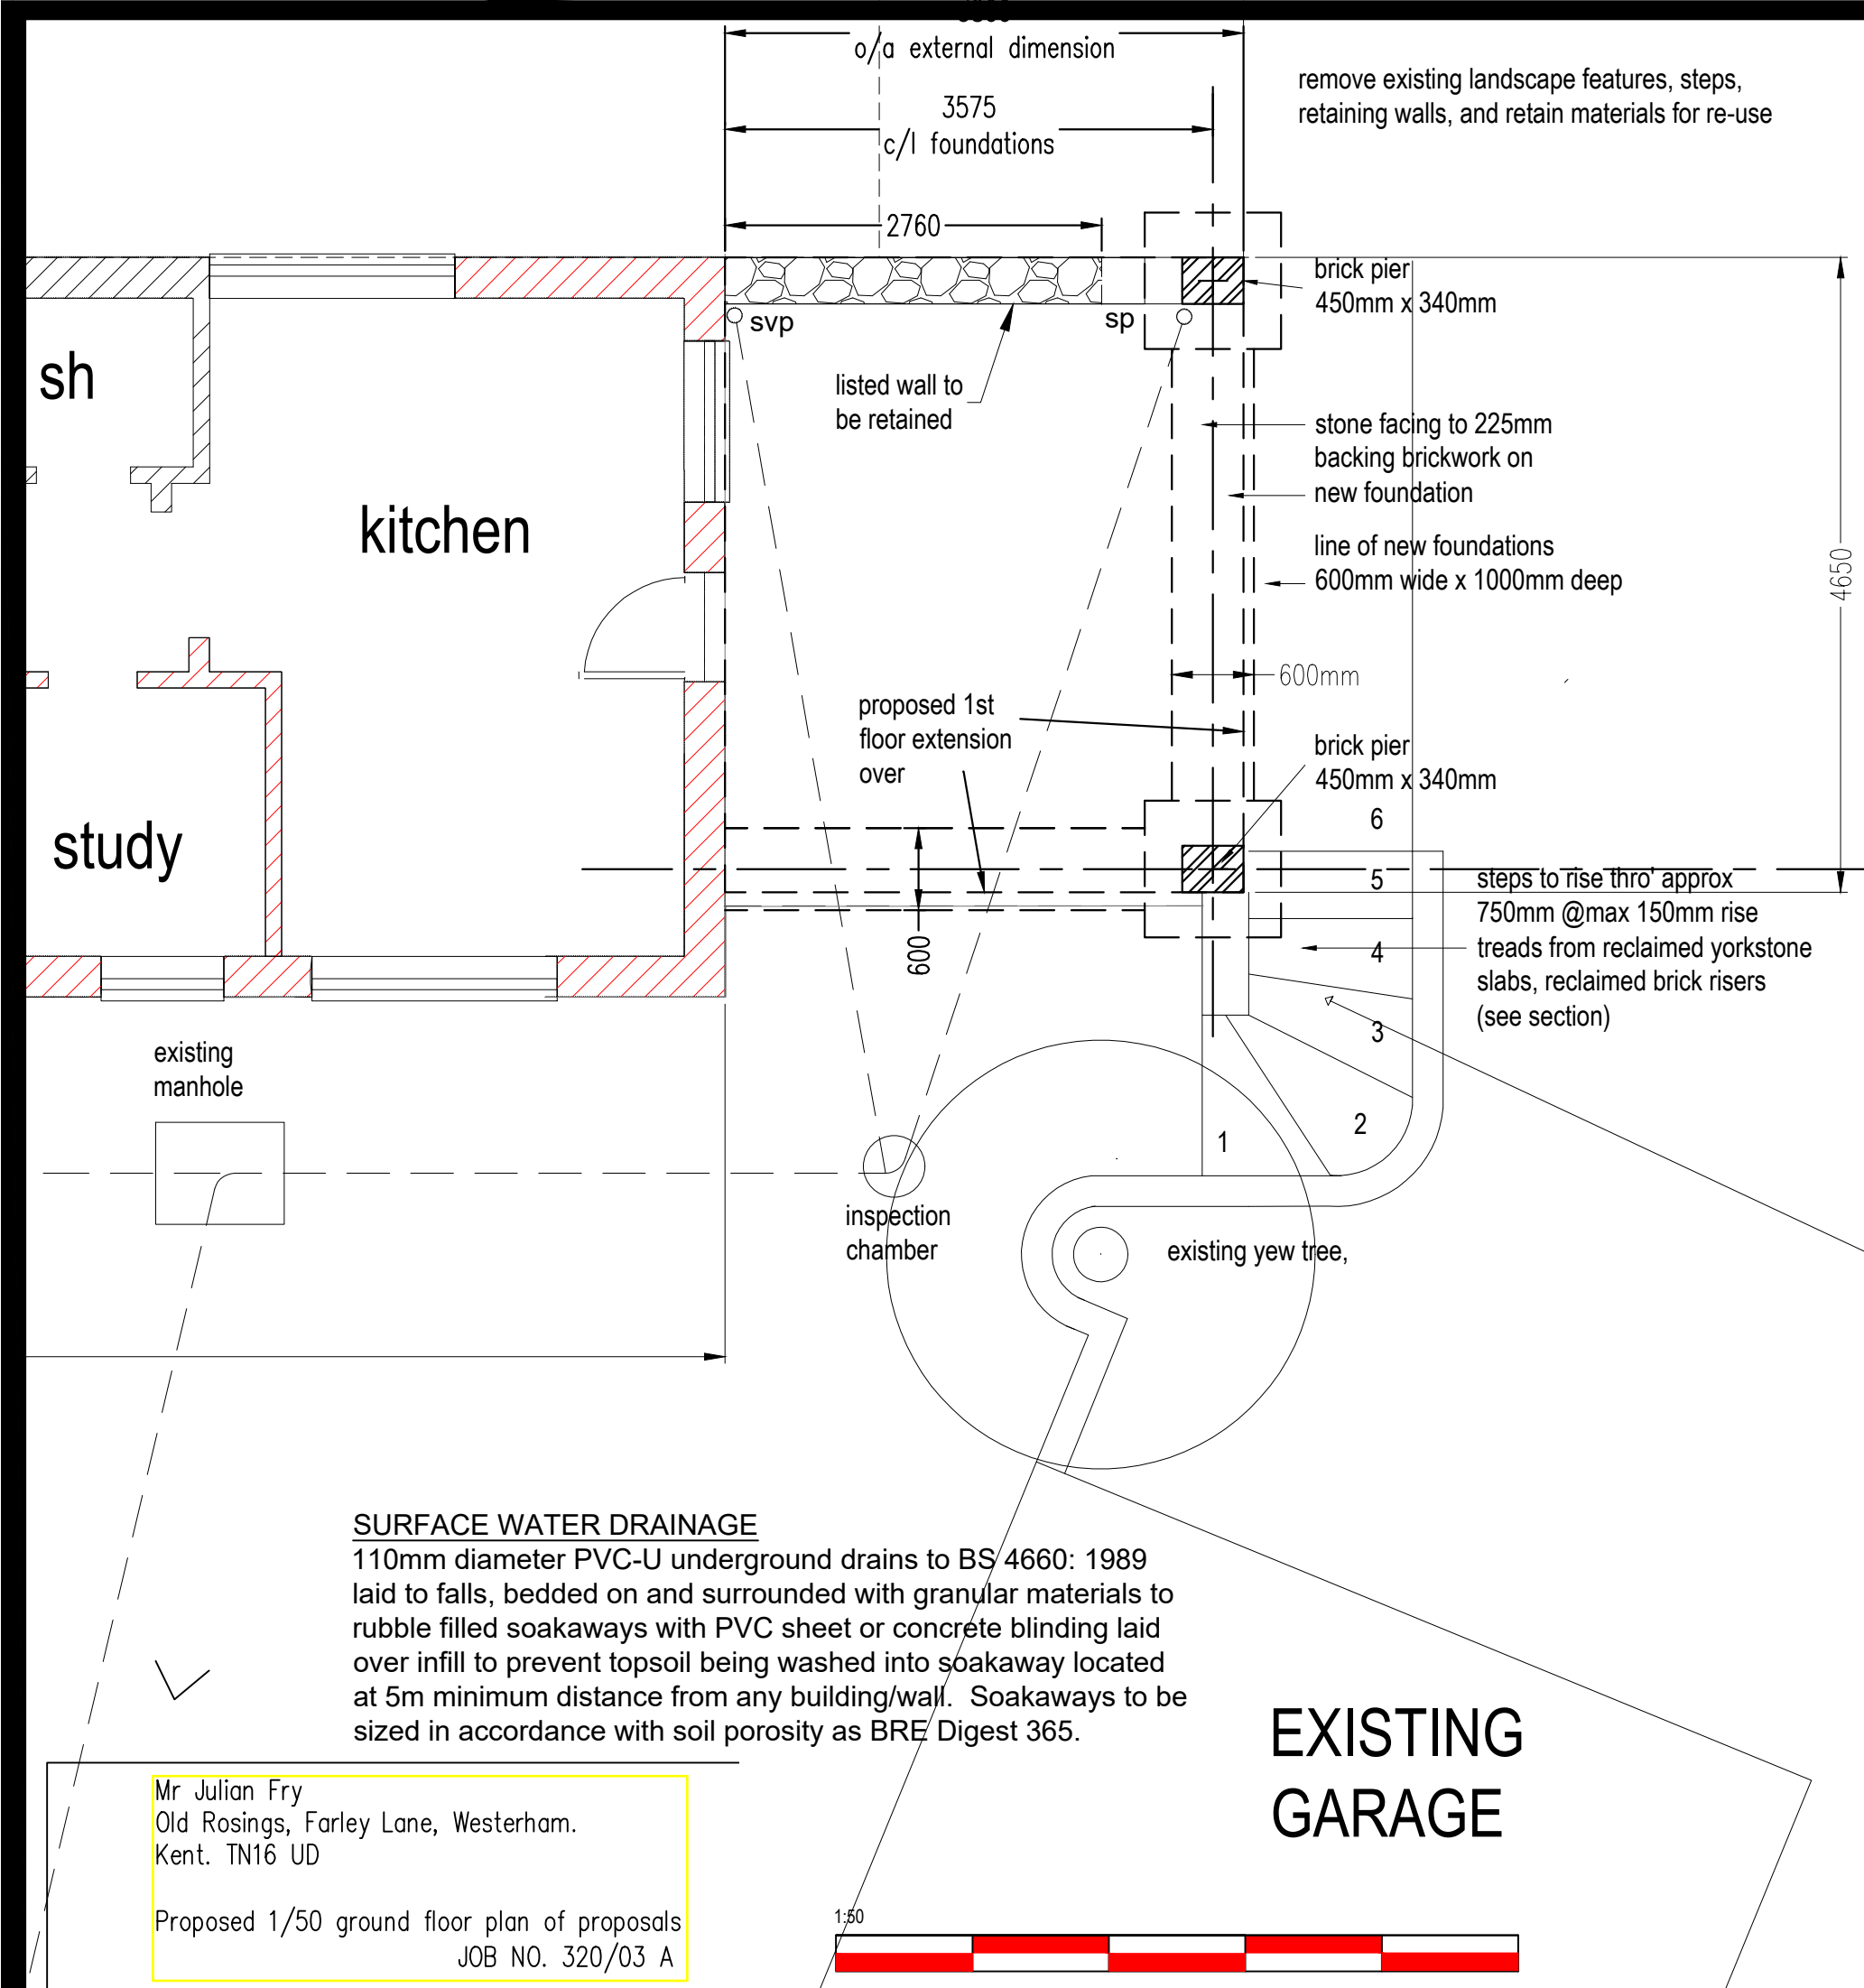 o/a external dimension
3575
c/l foundations
2760
remove existing landscape features, steps,
retaining walls, and retain materials for re-use
brick pier
450mm x 340mm
svp
sp
sh
listed wall to
be retained
stone facing to 225mm
backing brickwork on
new foundation
kitchen
line of new foundations
600mm wide x 1000mm deep
4650
600mm
proposed 1st
floor extension
over
brick pier
450mm x 340mm
study
6
5
4
3
2
1
steps to rise thro' approx
750mm @max 150mm rise
treads from reclaimed yorkstone
slabs, reclaimed brick risers
(see section)
600
existing
manhole
inspection
chamber
existing yew tree,
SURFACE WATER DRAINAGE
110mm diameter PVC-U underground drains to BS 4660: 1989
laid to falls, bedded on and surrounded with granular materials to
rubble filled soakaways with PVC sheet or concrete blinding laid
over infill to prevent topsoil being washed into soakaway located
at 5m minimum distance from any building/wall.  Soakaways to be
sized in accordance with soil porosity as BRE Digest 365.
EXISTING
GARAGE
Mr Julian Fry
Old Rosings, Farley Lane, Westerham.
Kent. TN16 UD
Proposed 1/50 ground floor plan of proposals
JOB NO. 320/03 A
1:50